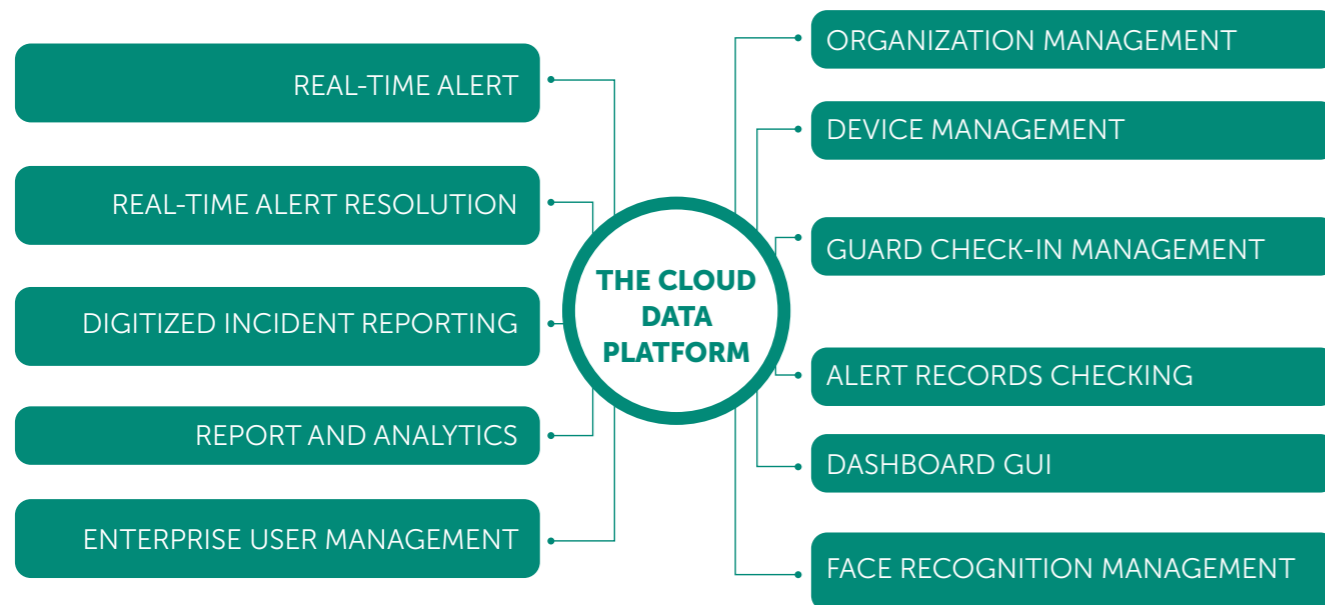 REAL-TIME ALERT
REAL-TIME ALERT RESOLUTION
DIGITIZED INCIDENT REPORTING
REPORT AND ANALYTICS
ENTERPRISE USER MANAGEMENT
THE CLOUD
DATA
PLATFORM
ORGANIZATION MANAGEMENT
DEVICE MANAGEMENT
GUARD CHECK-IN MANAGEMENT
ALERT RECORDS CHECKING
DASHBOARD GUI
FACE RECOGNITION MANAGEMENT